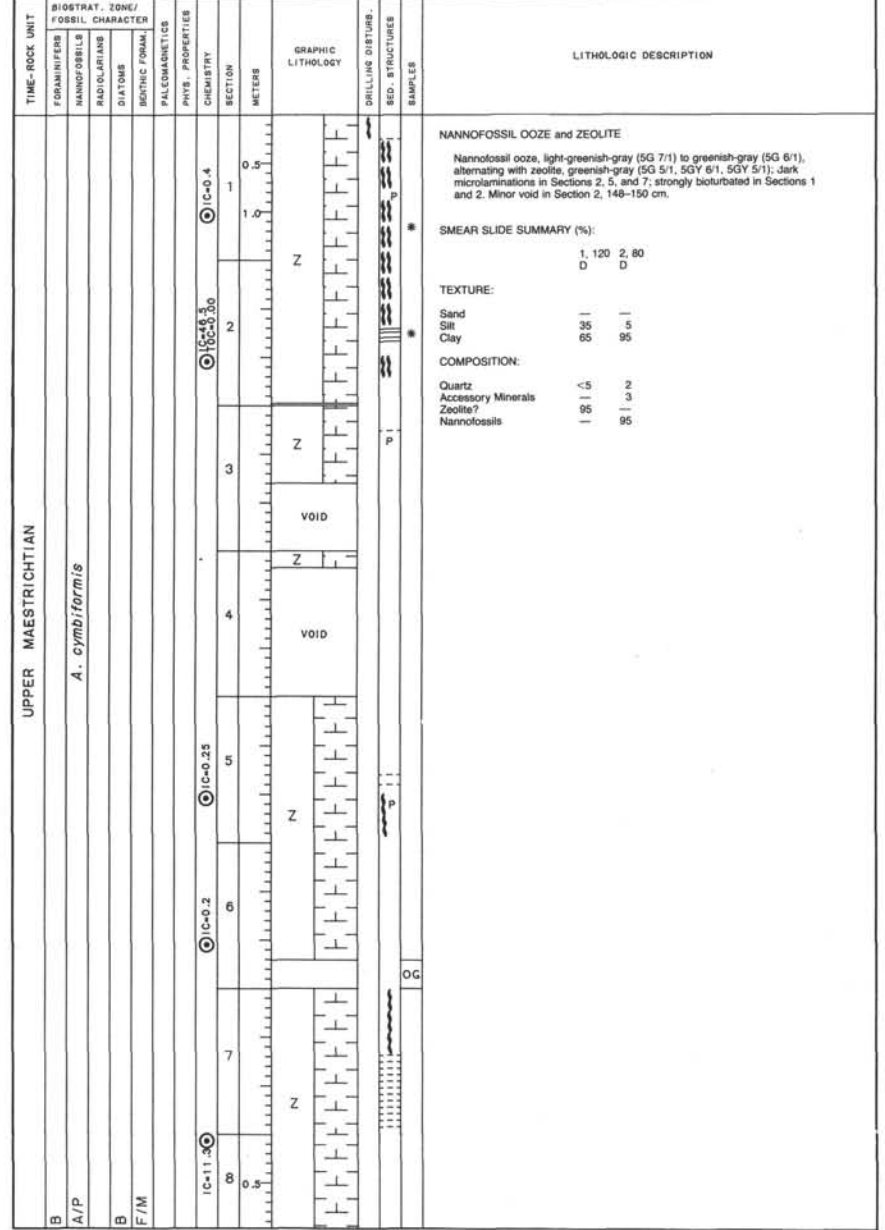 TIME-ROCK UNIT
BIOSTRAT. ZONE/
FOSSIL CHARACTER
FORAMINIFERS
NANNOFOSSILS
RADIOLARIANS
DIATOMS
BENTHIC FORAM.
PALEOMAGNETICS
PHYS. PROPERTIES
CHEMISTRY
SECTION
METERS
GRAPHIC
LITHOLOGY
DRILLING DISTURB.
SED. STRUCTURES
SAMPLES
LITHOLOGIC DESCRIPTION
UPPER MAESTRICHTIAN
B
A. cymbiformis
A/P
B
F/M
IC=0.4
IC=46.5
TOC=0.00
IC=0.25
IC=0.2
IC=11.3
1
0.5
1.0
2
3
4
5
6
7
8
0.5
Z
Z
VOID
Z
VOID
Z
Z
P
P
P
*
*
OG
NANNOFOSSIL OOZE and ZEOLITE
Nannofossil ooze, light-greenish-gray (5G 7/1) to greenish-gray (5G 6/1),
alternating with zeolite, greenish-gray (5G 5/1, 5GY 6/1, 5GY 5/1); dark
microlaminations in Sections 2, 5, and 7; strongly bioturbated in Sections 1
and 2. Minor void in Section 2, 148–150 cm.
SMEAR SLIDE SUMMARY (%):
1, 120 2, 80
D D
TEXTURE:
Sand — —
Silt 35 5
Clay 65 95
COMPOSITION:
Quartz <5 2
Accessory Minerals — 3
Zeolite? 95 —
Nannofossils — 95